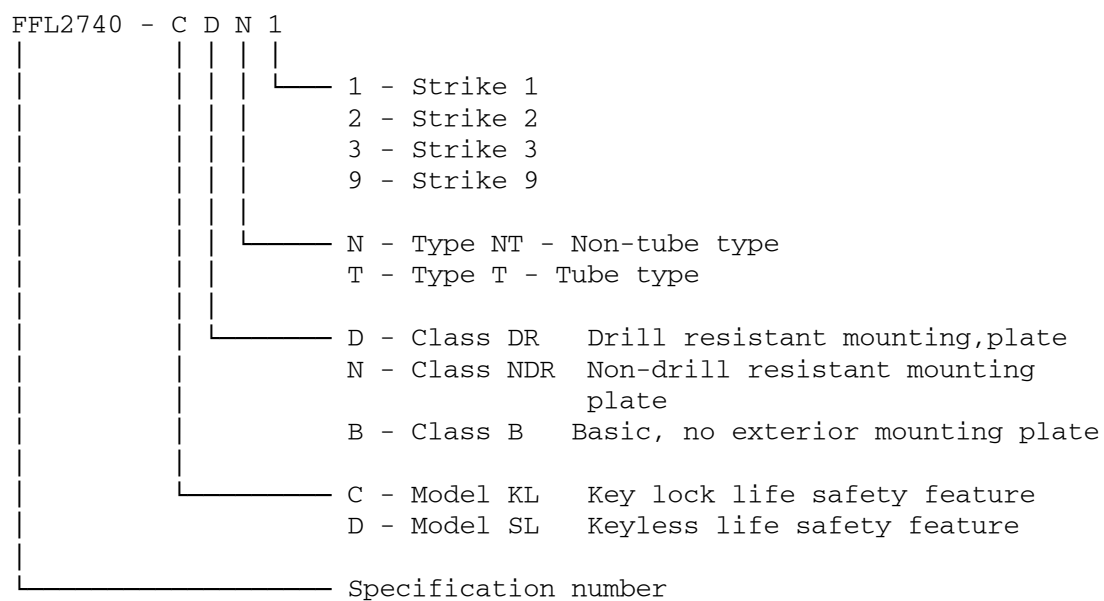 FFL2740 - C D N 1
1 - Strike 1
2 - Strike 2
3 - Strike 3
9 - Strike 9
N - Type NT - Non-tube type
T - Type T - Tube type
D - Class DR Drill resistant mounting,plate
N - Class NDR Non-drill resistant mounting
plate
B - Class B Basic, no exterior mounting plate
C - Model KL Key lock life safety feature
D - Model SL Keyless life safety feature
Specification number